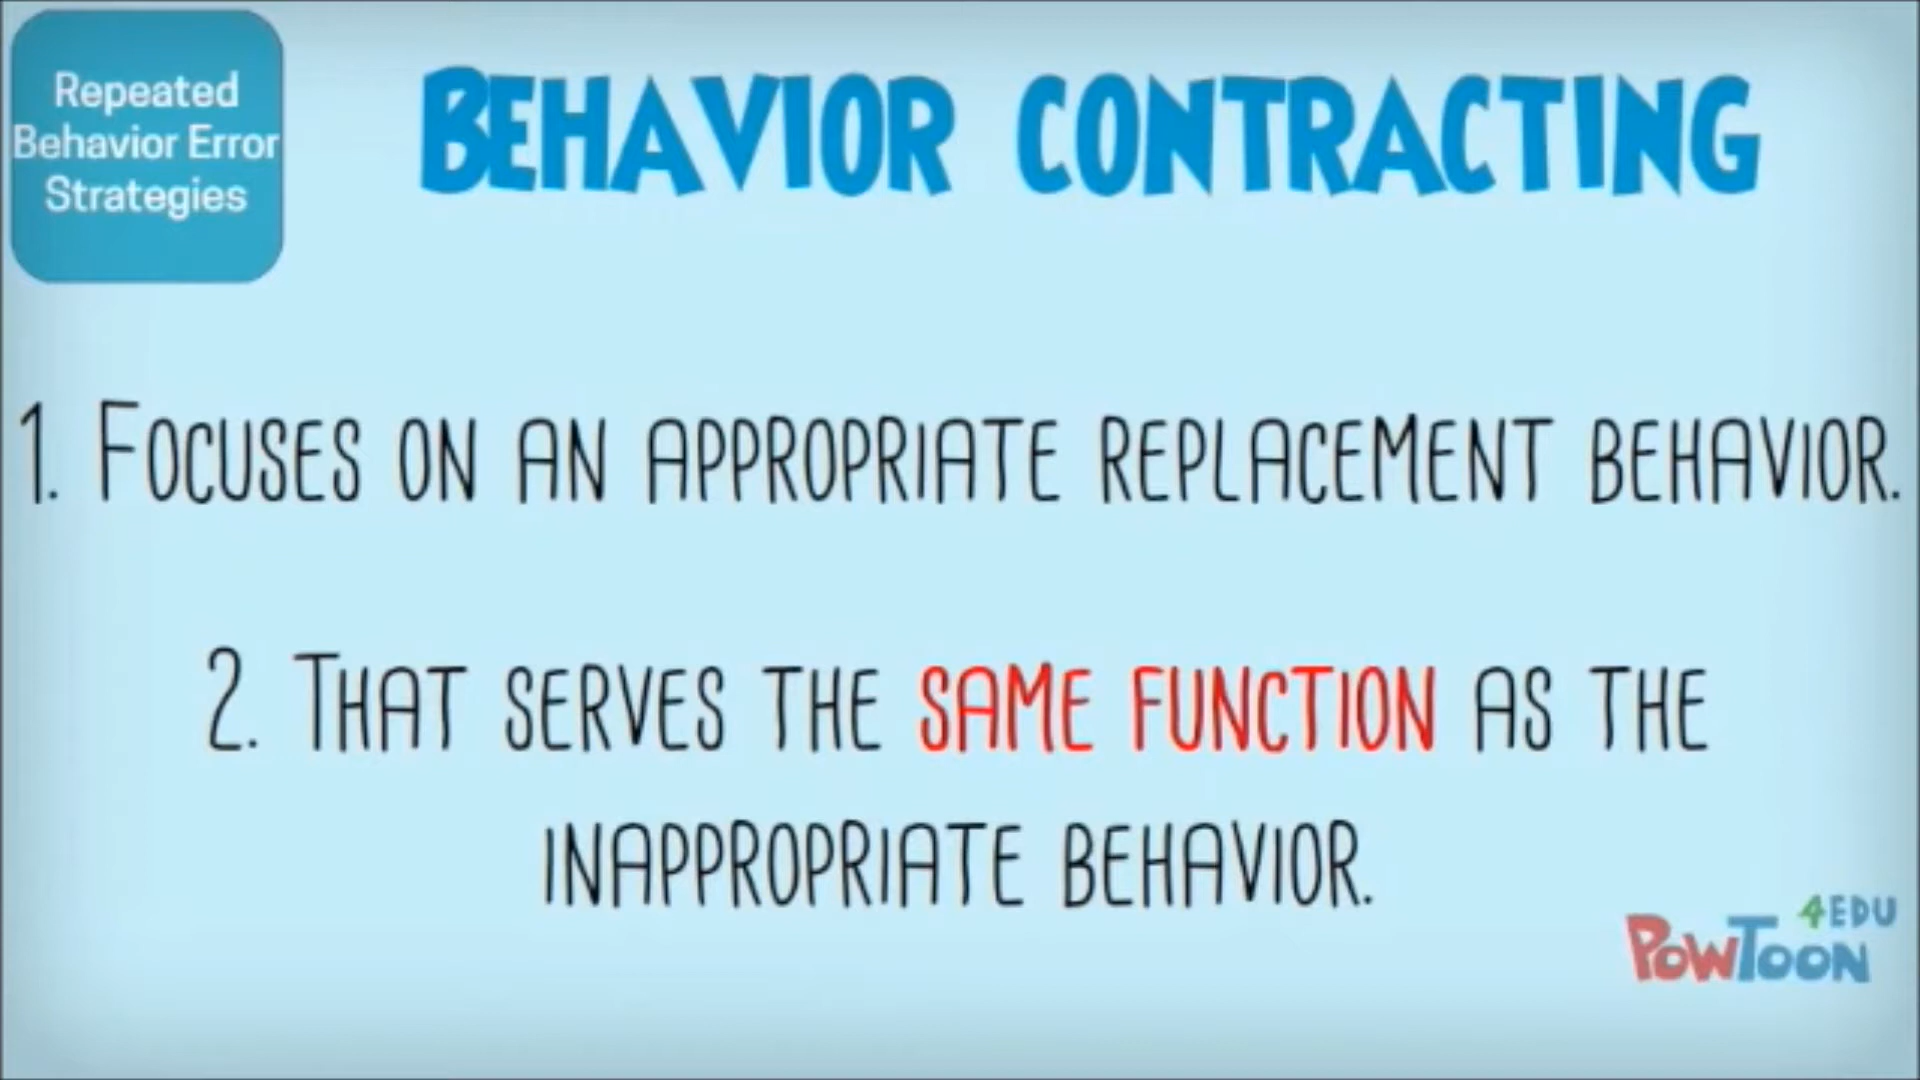 Repeated
Behavior Error
Strategies
BEHAVIOR CONTRACTING
1. FOCUSES ON AN APPROPRIATE REPLACEMENT BEHAVIOR.
2. THAT SERVES THE SAME FUNCTION AS THE
INAPPROPRIATE BEHAVIOR.
4EDU
POWTOON